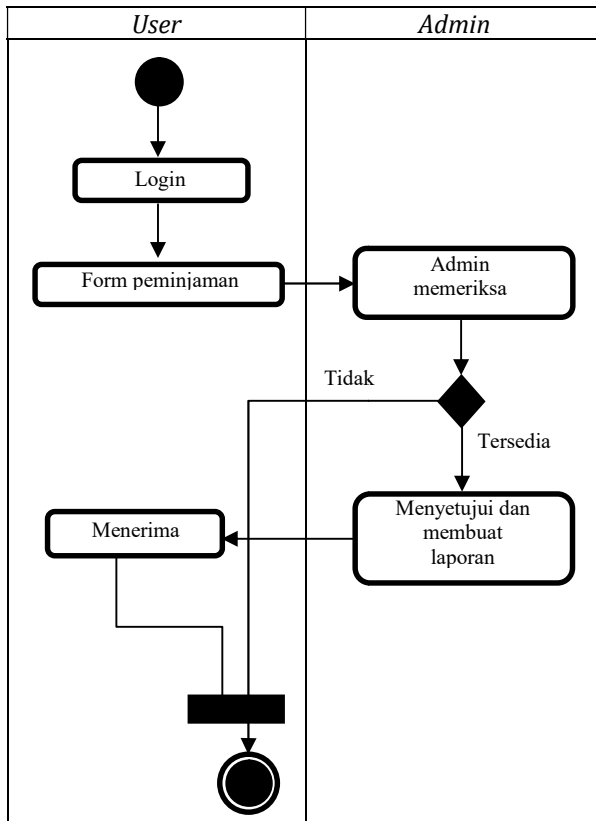 User
Admin
Login
Form peminjaman
Admin
memeriksa
Tidak
Tersedia
Menyetujui dan
membuat
laporan
Menerima